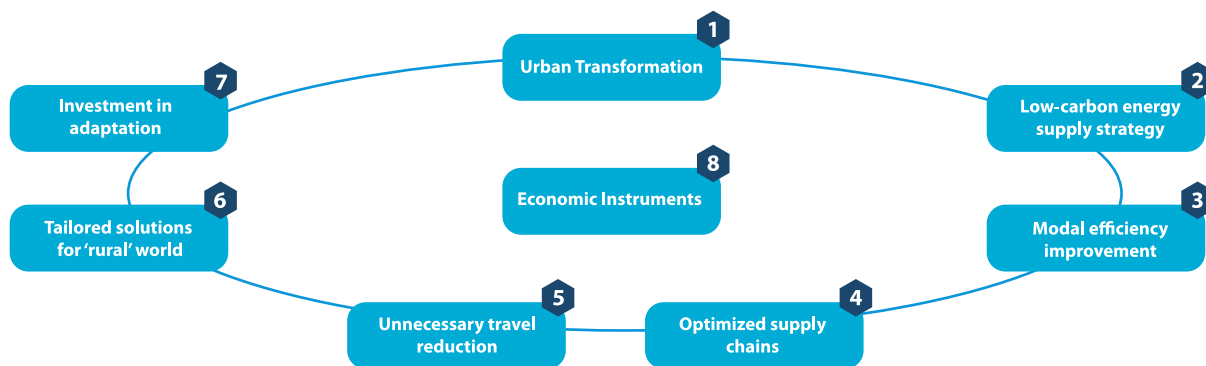 1
Urban Transformation
2
Low-carbon energy
supply strategy
3
Modal efficiency
improvement
4
Optimized supply
chains
5
Unnecessary travel
reduction
6
Tailored solutions
for ‘rural’ world
7
Investment in
adaptation
8
Economic Instruments